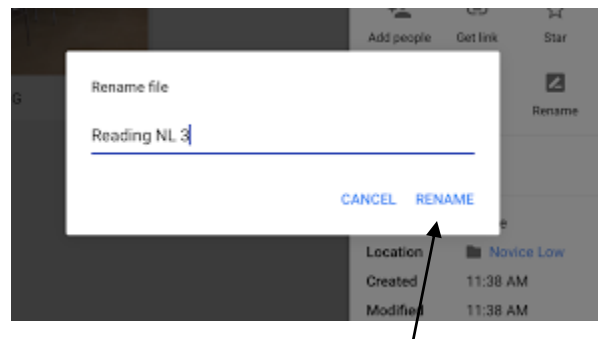 Add people Get link Star
G
Rename file
Rename
Reading NL 3
CANCEL RENAME
e
Location Novice Low
Created 11:38 AM
Modified 11:38 AM